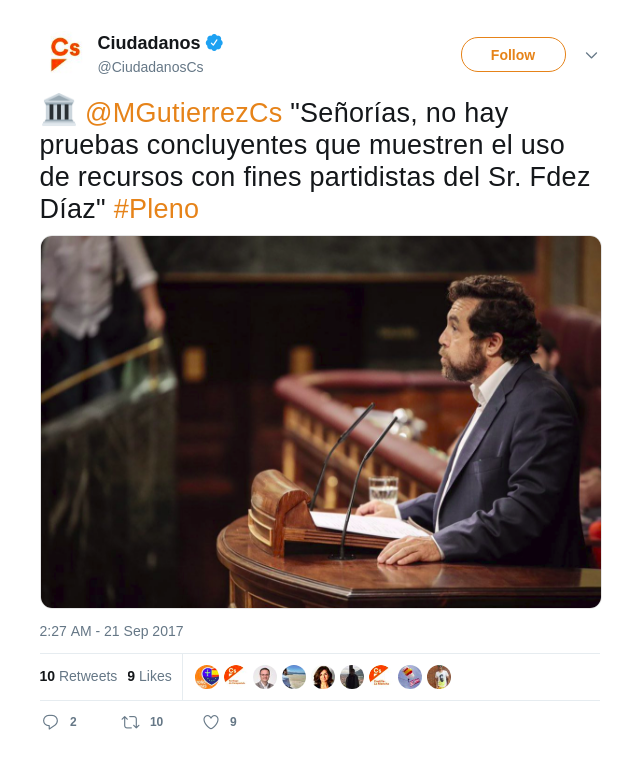 Cs
Ciudadanos
@CiudadanosCs
Follow
@MGutierrezCs "Señorías, no hay
pruebas concluyentes que muestren el uso
de recursos con fines partidistas del Sr. Fdez
Díaz" #Pleno
2:27 AM - 21 Sep 2017
10 Retweets 9 Likes
2 10 9